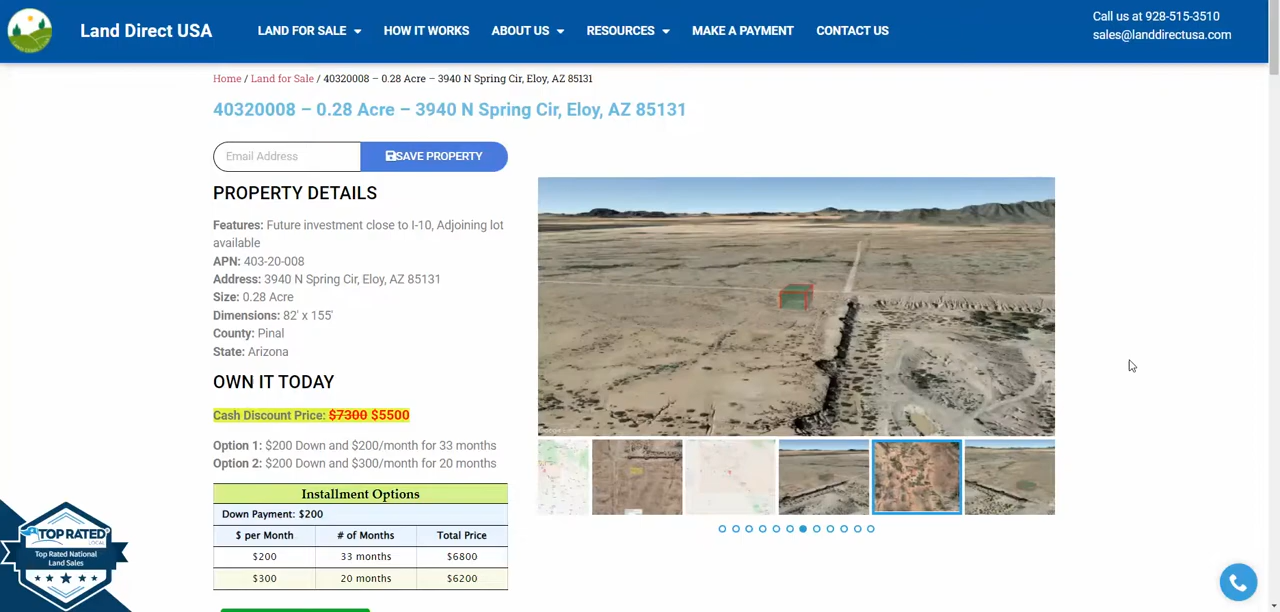 Land Direct USA
LAND FOR SALE
HOW IT WORKS
ABOUT US
RESOURCES
MAKE A PAYMENT
CONTACT US
Call us at 928-515-3510
sales@landdirectusa.com
Home / Land for Sale / 40320008 – 0.28 Acre – 3940 N Spring Cir, Eloy, AZ 85131
40320008 – 0.28 Acre – 3940 N Spring Cir, Eloy, AZ 85131
Email Address
SAVE PROPERTY
PROPERTY DETAILS
Features: Future investment close to I-10, Adjoining lot
available
APN: 403-20-008
Address: 3940 N Spring Cir, Eloy, AZ 85131
Size: 0.28 Acre
Dimensions: 82' x 155'
County: Pinal
State: Arizona
OWN IT TODAY
Cash Discount Price: $7300 $5500
Option 1: $200 Down and $200/month for 33 months
Option 2: $200 Down and $300/month for 20 months
Installment Options
Down Payment: $200
$ per Month # of Months Total Price
$200 33 months $6800
$300 20 months $6200
TOP RATED
LOCAL
Top Rated National
Land Sales